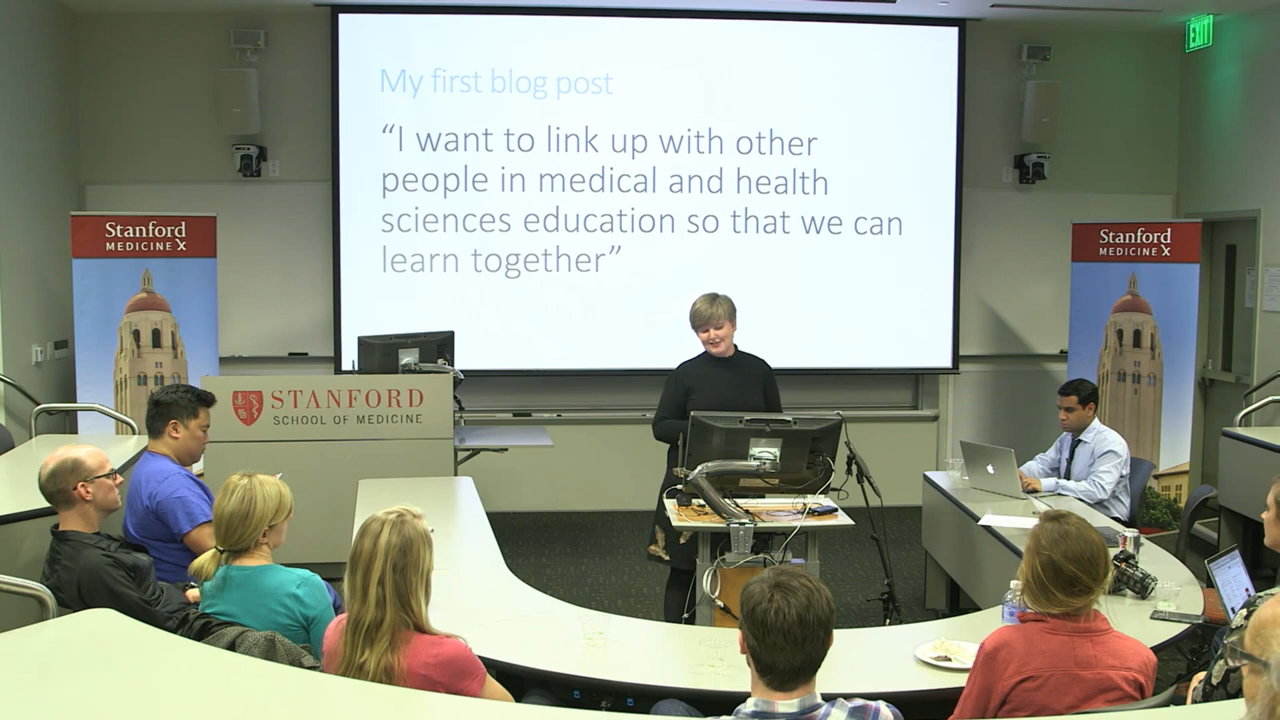 EXIT
My first blog post
“I want to link up with other
people in medical and health
sciences education so that we can
learn together”
Stanford
MEDICINE X
Stanford
MEDICINE X
STANFORD
SCHOOL OF MEDICINE